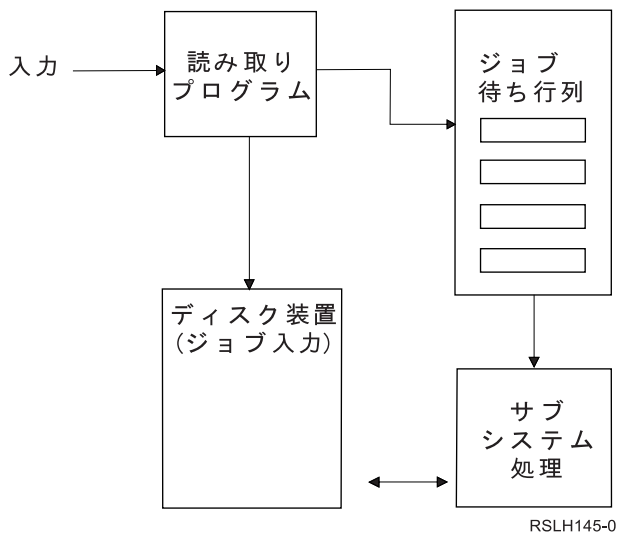 入力
読み取り
プログラム
ジョブ
待ち行列
ディスク装置
(ジョブ入力)
サブ
システム
処理
RSLH145-0